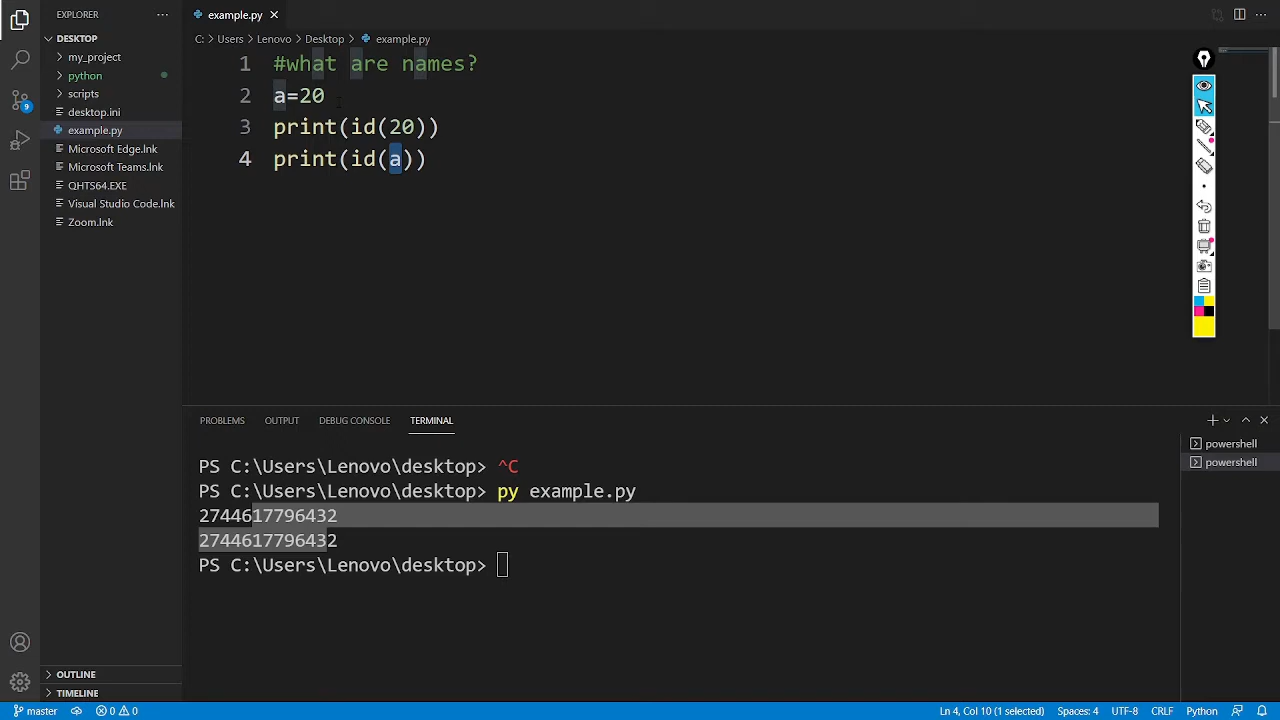 EXPLORER
···
example.py
DESKTOP
C: > Users > Lenovo > Desktop > example.py
my_project
python
scripts
desktop.ini
example.py
Microsoft Edge.lnk
Microsoft Teams.lnk
QHTS64.EXE
Visual Studio Code.lnk
Zoom.lnk
1 #what are names?
2 a=20
3 print(id(20))
4 print(id(a))
9
PROBLEMS OUTPUT DEBUG CONSOLE TERMINAL
PS C:\Users\Lenovo\desktop> ^C
PS C:\Users\Lenovo\desktop> py example.py
2744617796432
2744617796432
PS C:\Users\Lenovo\desktop>
powershell
powershell
OUTLINE
TIMELINE
master 0 0 Ln 4, Col 10 (1 selected) Spaces: 4 UTF-8 CRLF Python